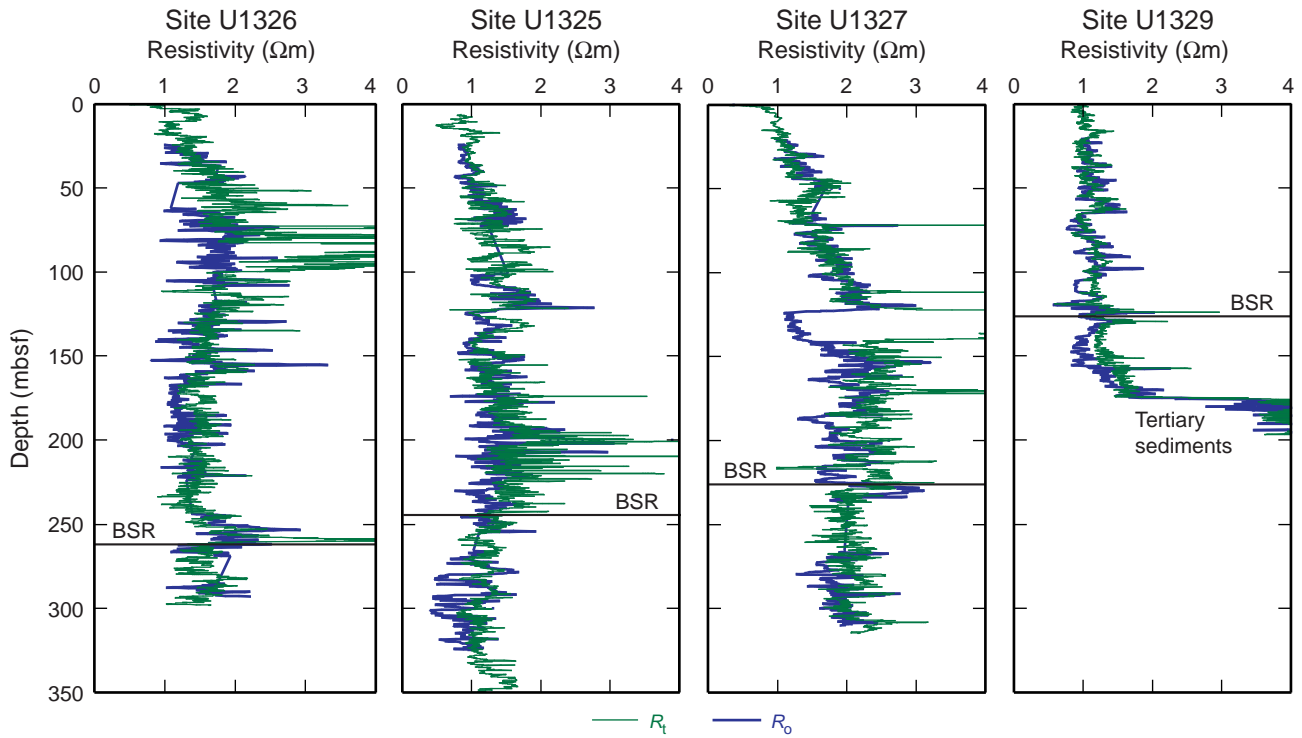 Site U1326
Resistivity (Ωm)
0 1 2 3 4
Site U1325
Resistivity (Ωm)
0 1 2 3 4
Site U1327
Resistivity (Ωm)
0 1 2 3 4
Site U1329
Resistivity (Ωm)
0 1 2 3 4
Depth (mbsf)
0
50
100
150
200
250
300
350
BSR
BSR
BSR
BSR
Tertiary
sediments
Rt
Ro